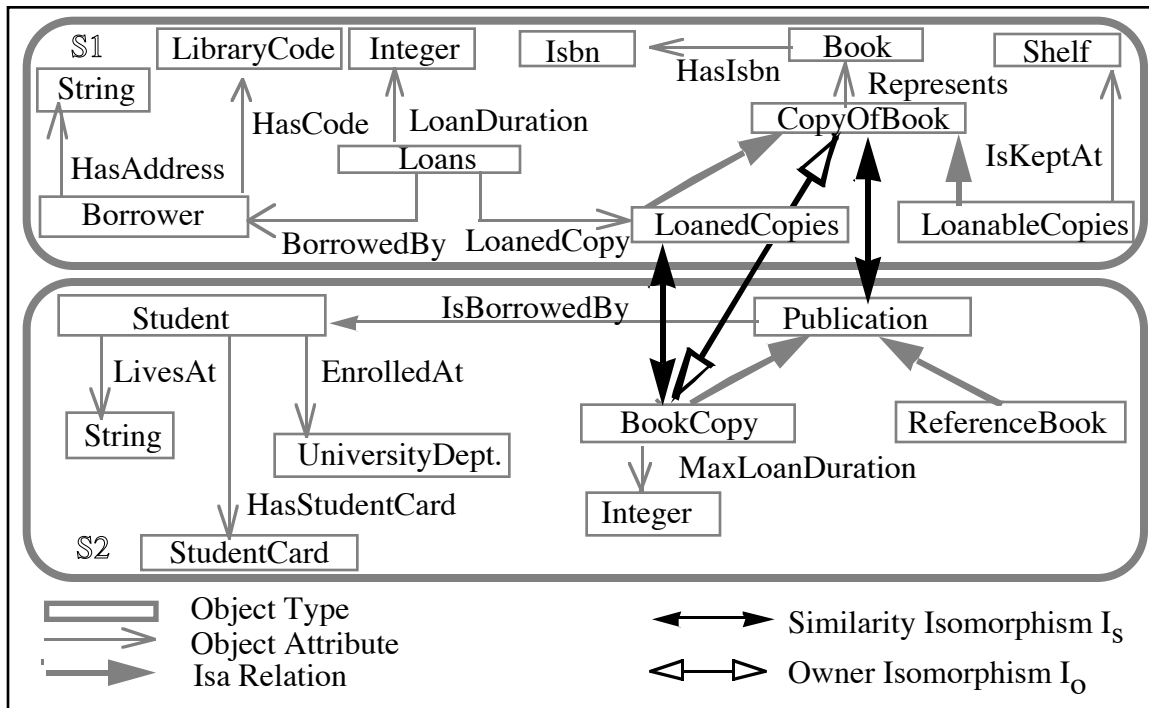 S1
LibraryCode
Integer
Isbn
Book
Shelf
String
HasIsbn
Represents
HasCode
LoanDuration
CopyOfBook
HasAddress
Loans
IsKeptAt
Borrower
BorrowedBy
LoanedCopy
LoanedCopies
LoanableCopies
Student
IsBorrowedBy
Publication
LivesAt
EnrolledAt
String
UniversityDept.
BookCopy
ReferenceBook
MaxLoanDuration
HasStudentCard
Integer
S2
StudentCard
Object Type
Object Attribute
Isa Relation
Similarity Isomorphism Is
Owner Isomorphism Io